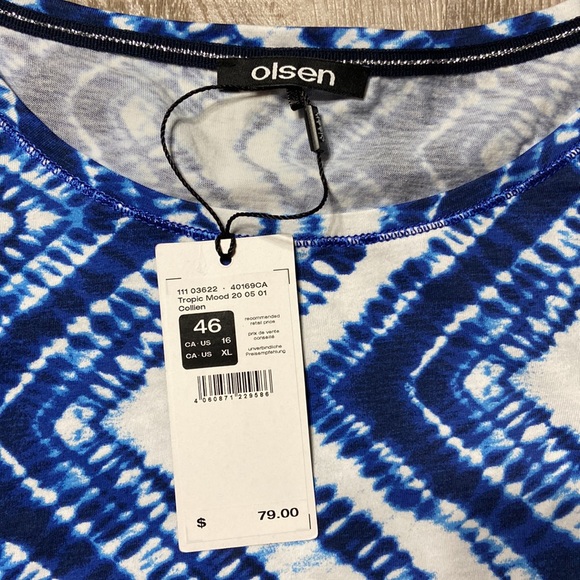 olsen
111 03622 · 40169CA
Tropic Mood 20 05 01
Collien
46
CA·US 16
CA·US XL
recommended
retail price
prix de vente
conseillé
unverbindliche
Preisempfehlung
4 060871 229586
$ 79.00